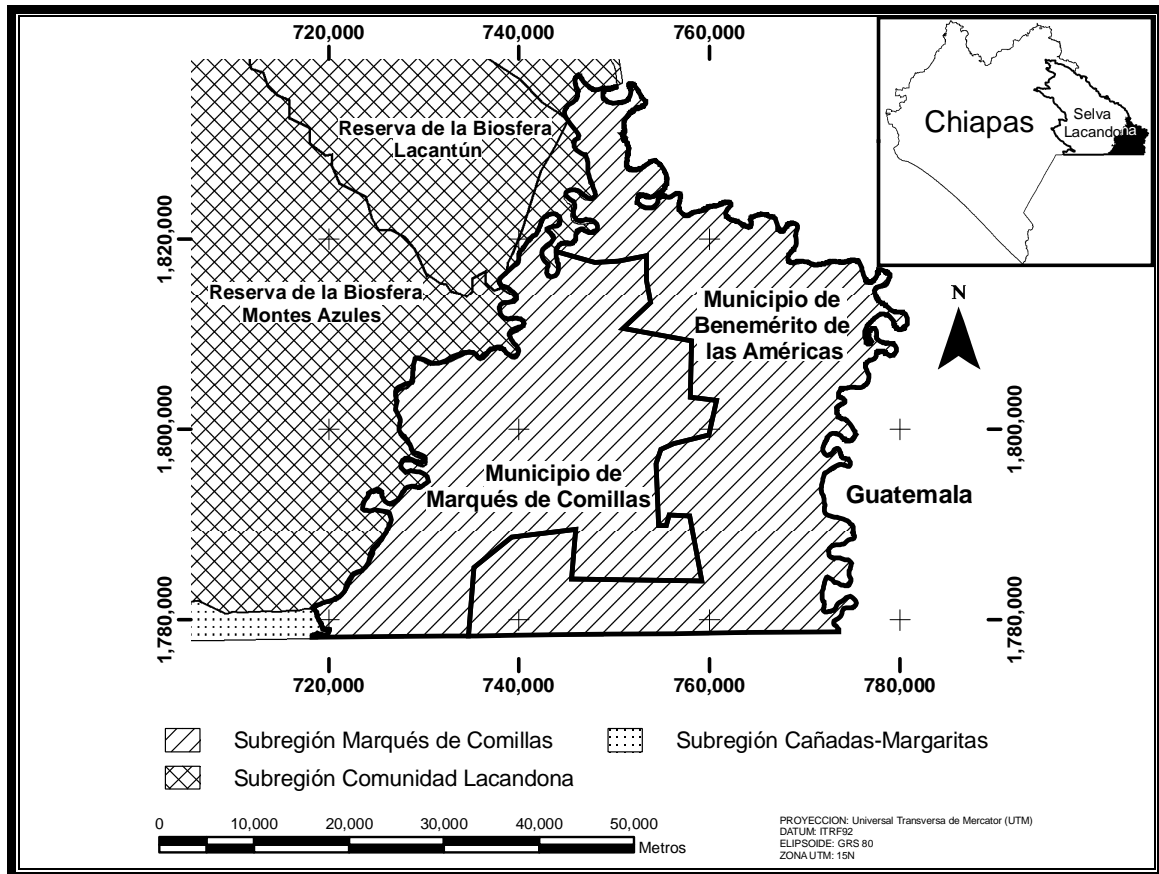 720,000
740,000
760,000
Chiapas
Selva
Lacandona
Reserva de la Biosfera
Lacantún
1,820,000
Reserva de la Biosfera
Montes Azules
Municipio de
Benemérito de
las Américas
N
1,800,000
1,800,000
Municipio de
Marqués de Comillas
Guatemala
1,780,000
1,780,000
720,000
740,000
760,000
780,000
Subregión Marqués de Comillas
Subregión Cañadas-Margaritas
Subregión Comunidad Lacandona
0
10,000
20,000
30,000
40,000
50,000
Metros
PROYECCION: Universal Transversa de Mercator (UTM)
DATUM: ITRF92
ELIPSOIDE: GRS 80
ZONA UTM: 15N